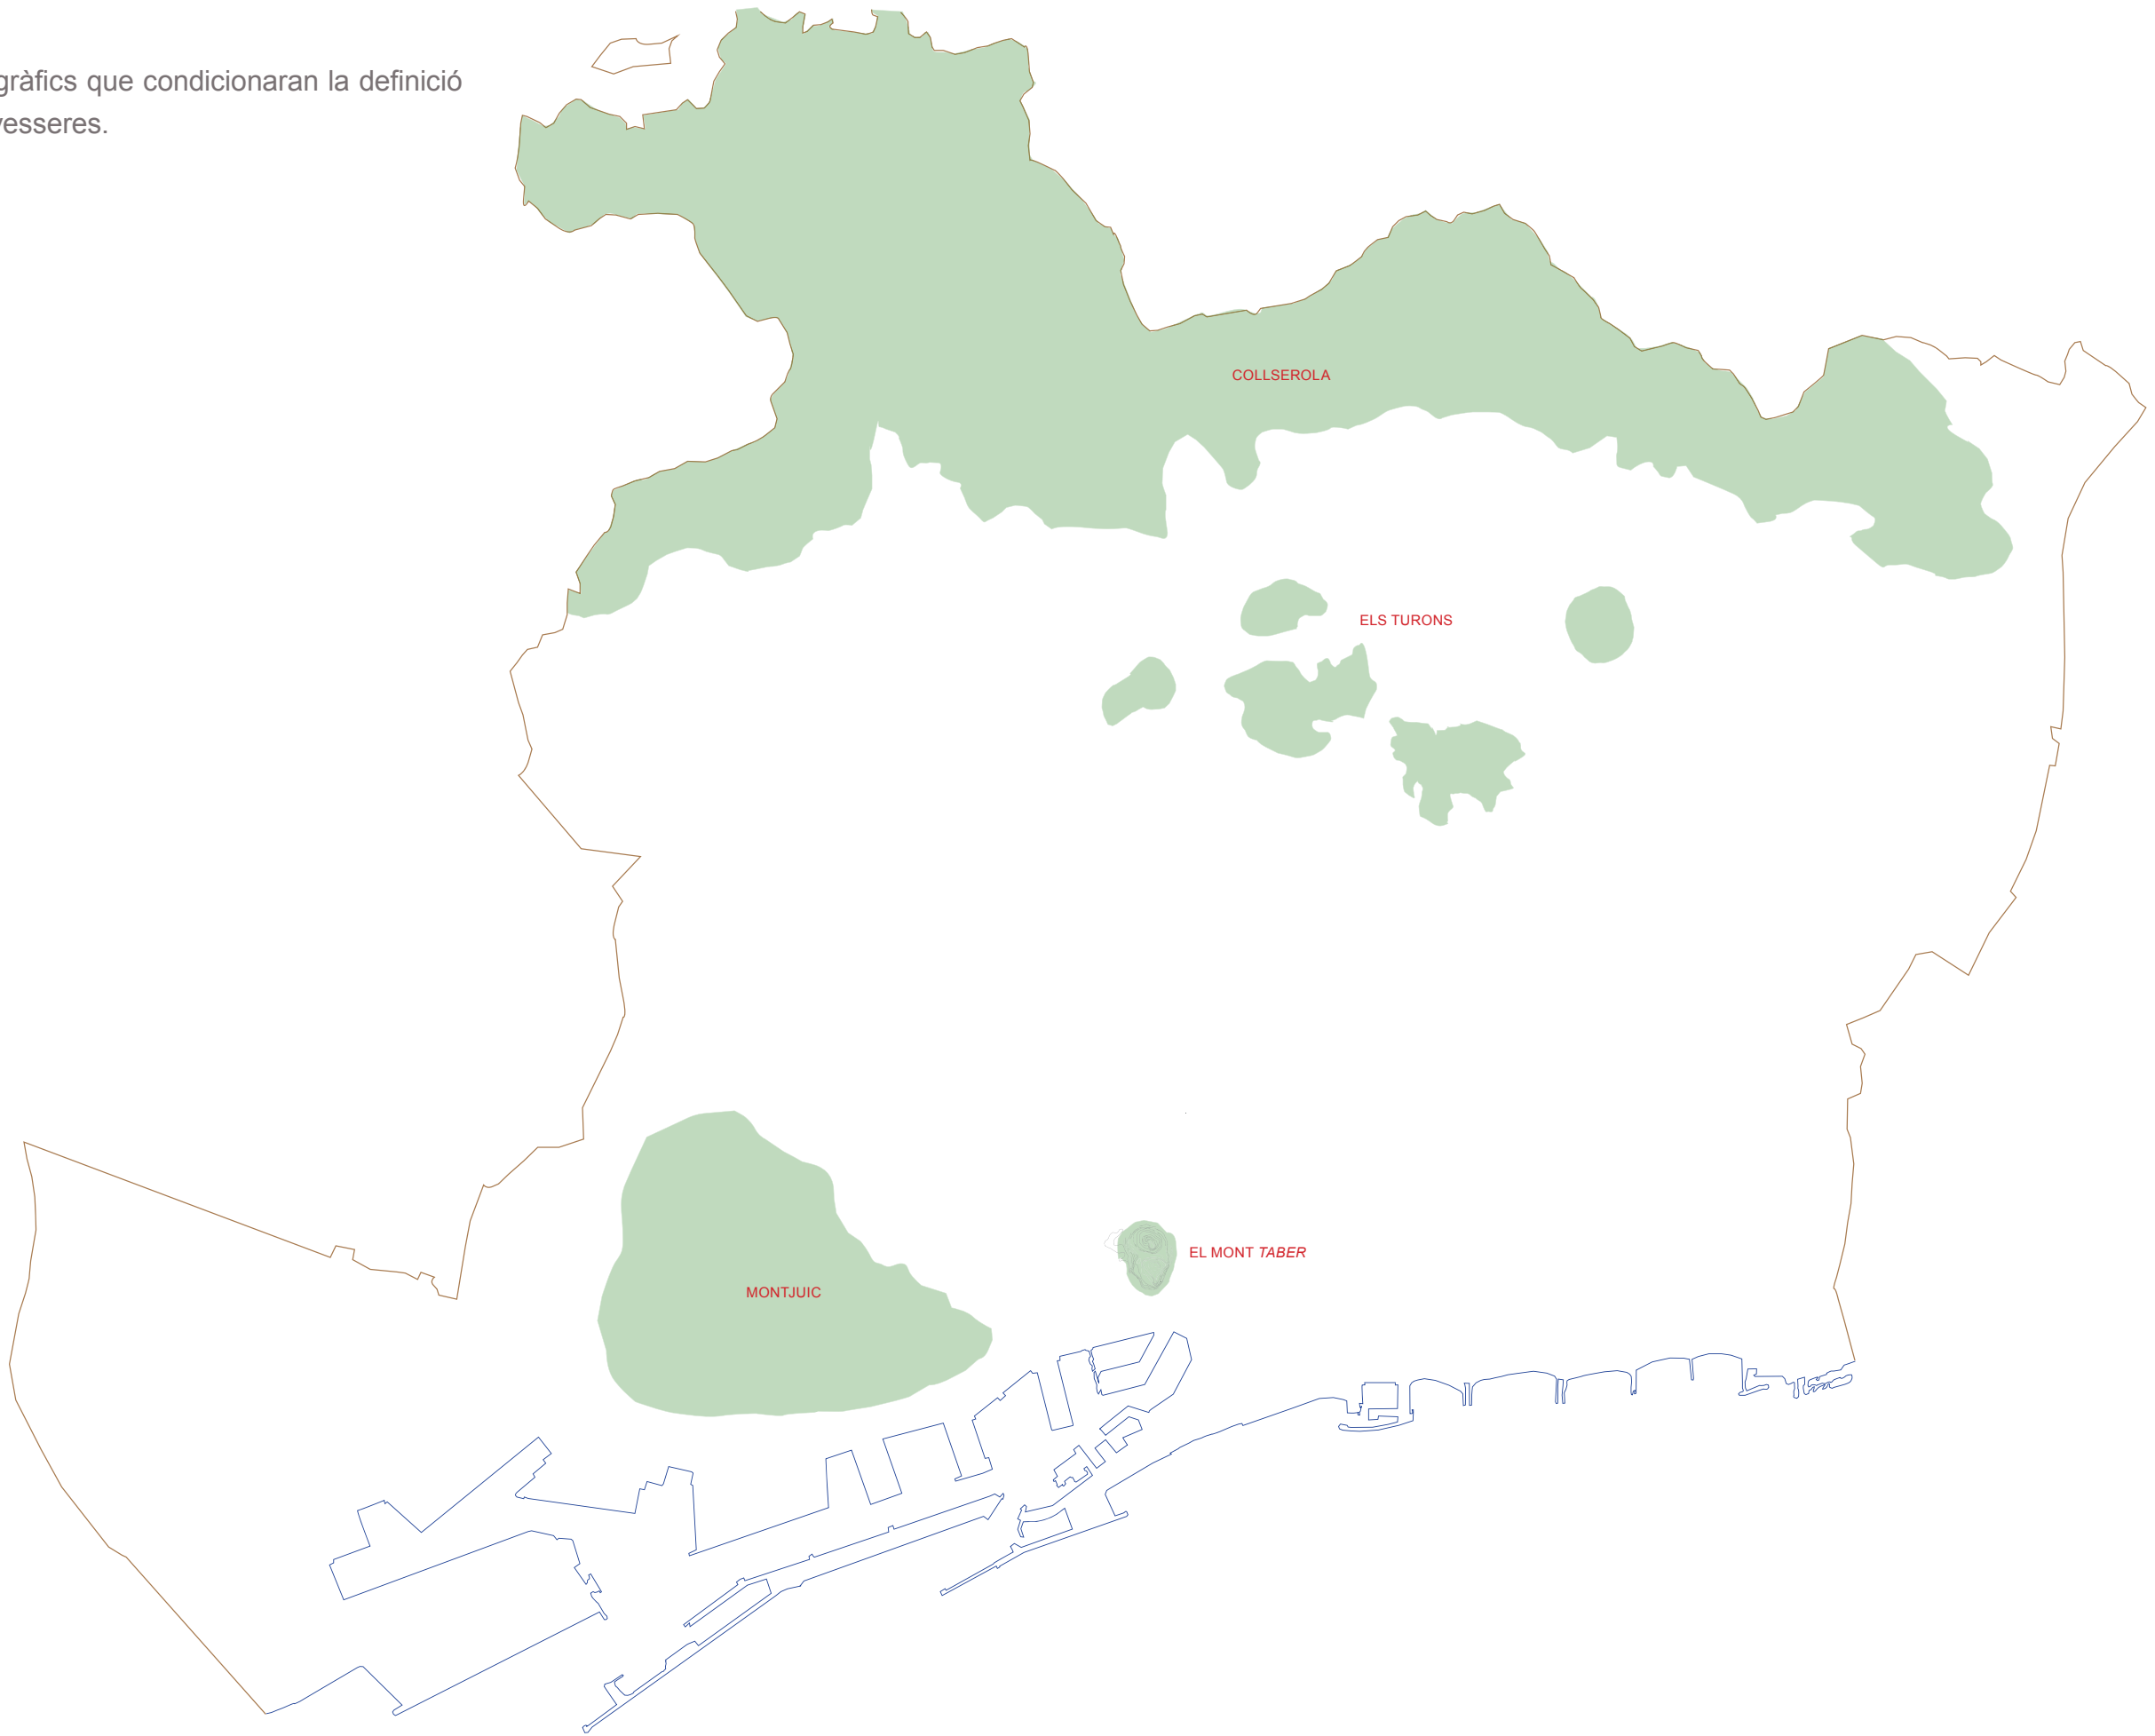 gràfics que condicionaran la definició
esseres.
COLLSEROLA
ELS TURONS
EL MONT TABER
MONTJUIC